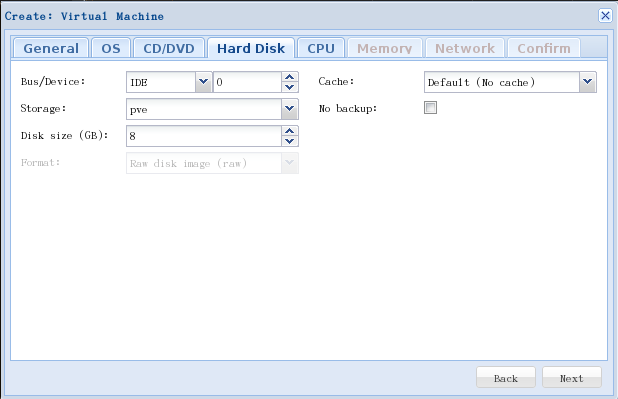 Create: Virtual Machine
General OS CD/DVD Hard Disk CPU Memory Network Confirm
Bus/Device: IDE 0 Cache: Default (No cache)
Storage: pve No backup:
Disk size (GB): 8
Format: Raw disk image (raw)
Back Next